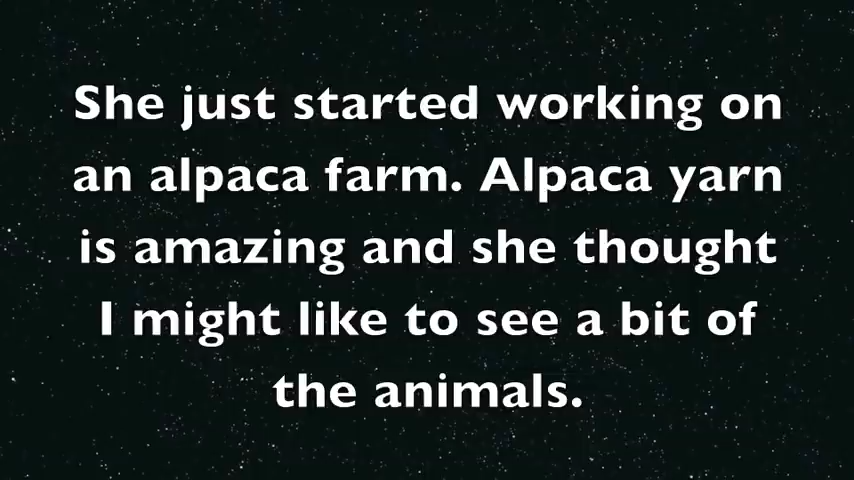 She just started working on
an alpaca farm. Alpaca yarn
is amazing and she thought
I might like to see a bit of
the animals.